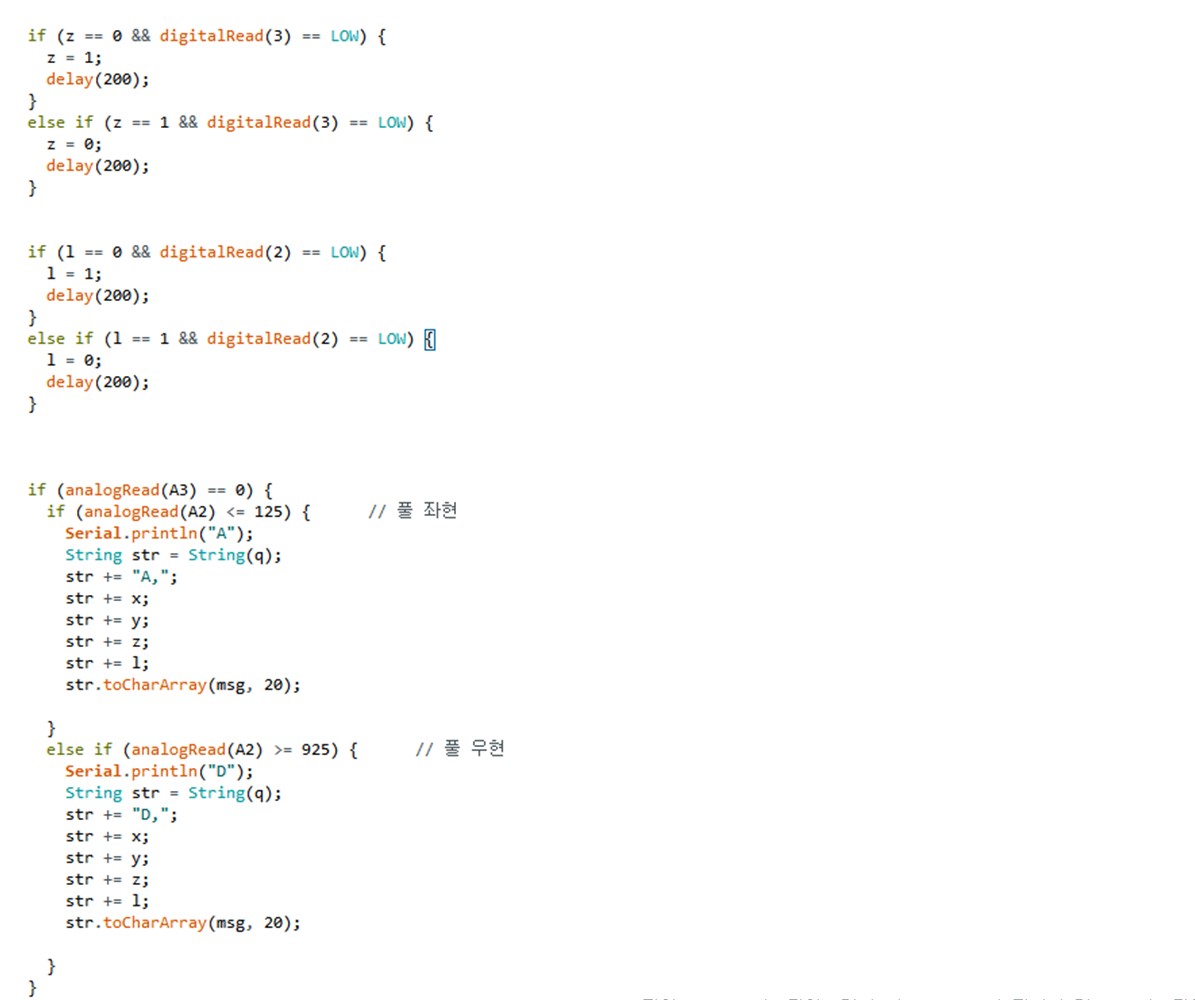 if (z == 0 && digitalRead(3) == LOW) {
z = 1;
delay(200);
}
else if (z == 1 && digitalRead(3) == LOW) {
z = 0;
delay(200);
}
if (l == 0 && digitalRead(2) == LOW) {
l = 1;
delay(200);
}
else if (l == 1 && digitalRead(2) == LOW) {
l = 0;
delay(200);
}
if (analogRead(A3) == 0) {
if (analogRead(A2) <= 125) { // 풀 좌현
Serial.println("A");
String str = String(q);
str += "A,";
str += x;
str += y;
str += z;
str += l;
str.toCharArray(msg, 20);
}
else if (analogRead(A2) >= 925) { // 풀 우현
Serial.println("D");
String str = String(q);
str += "D,";
str += x;
str += y;
str += z;
str += l;
str.toCharArray(msg, 20);
}
}